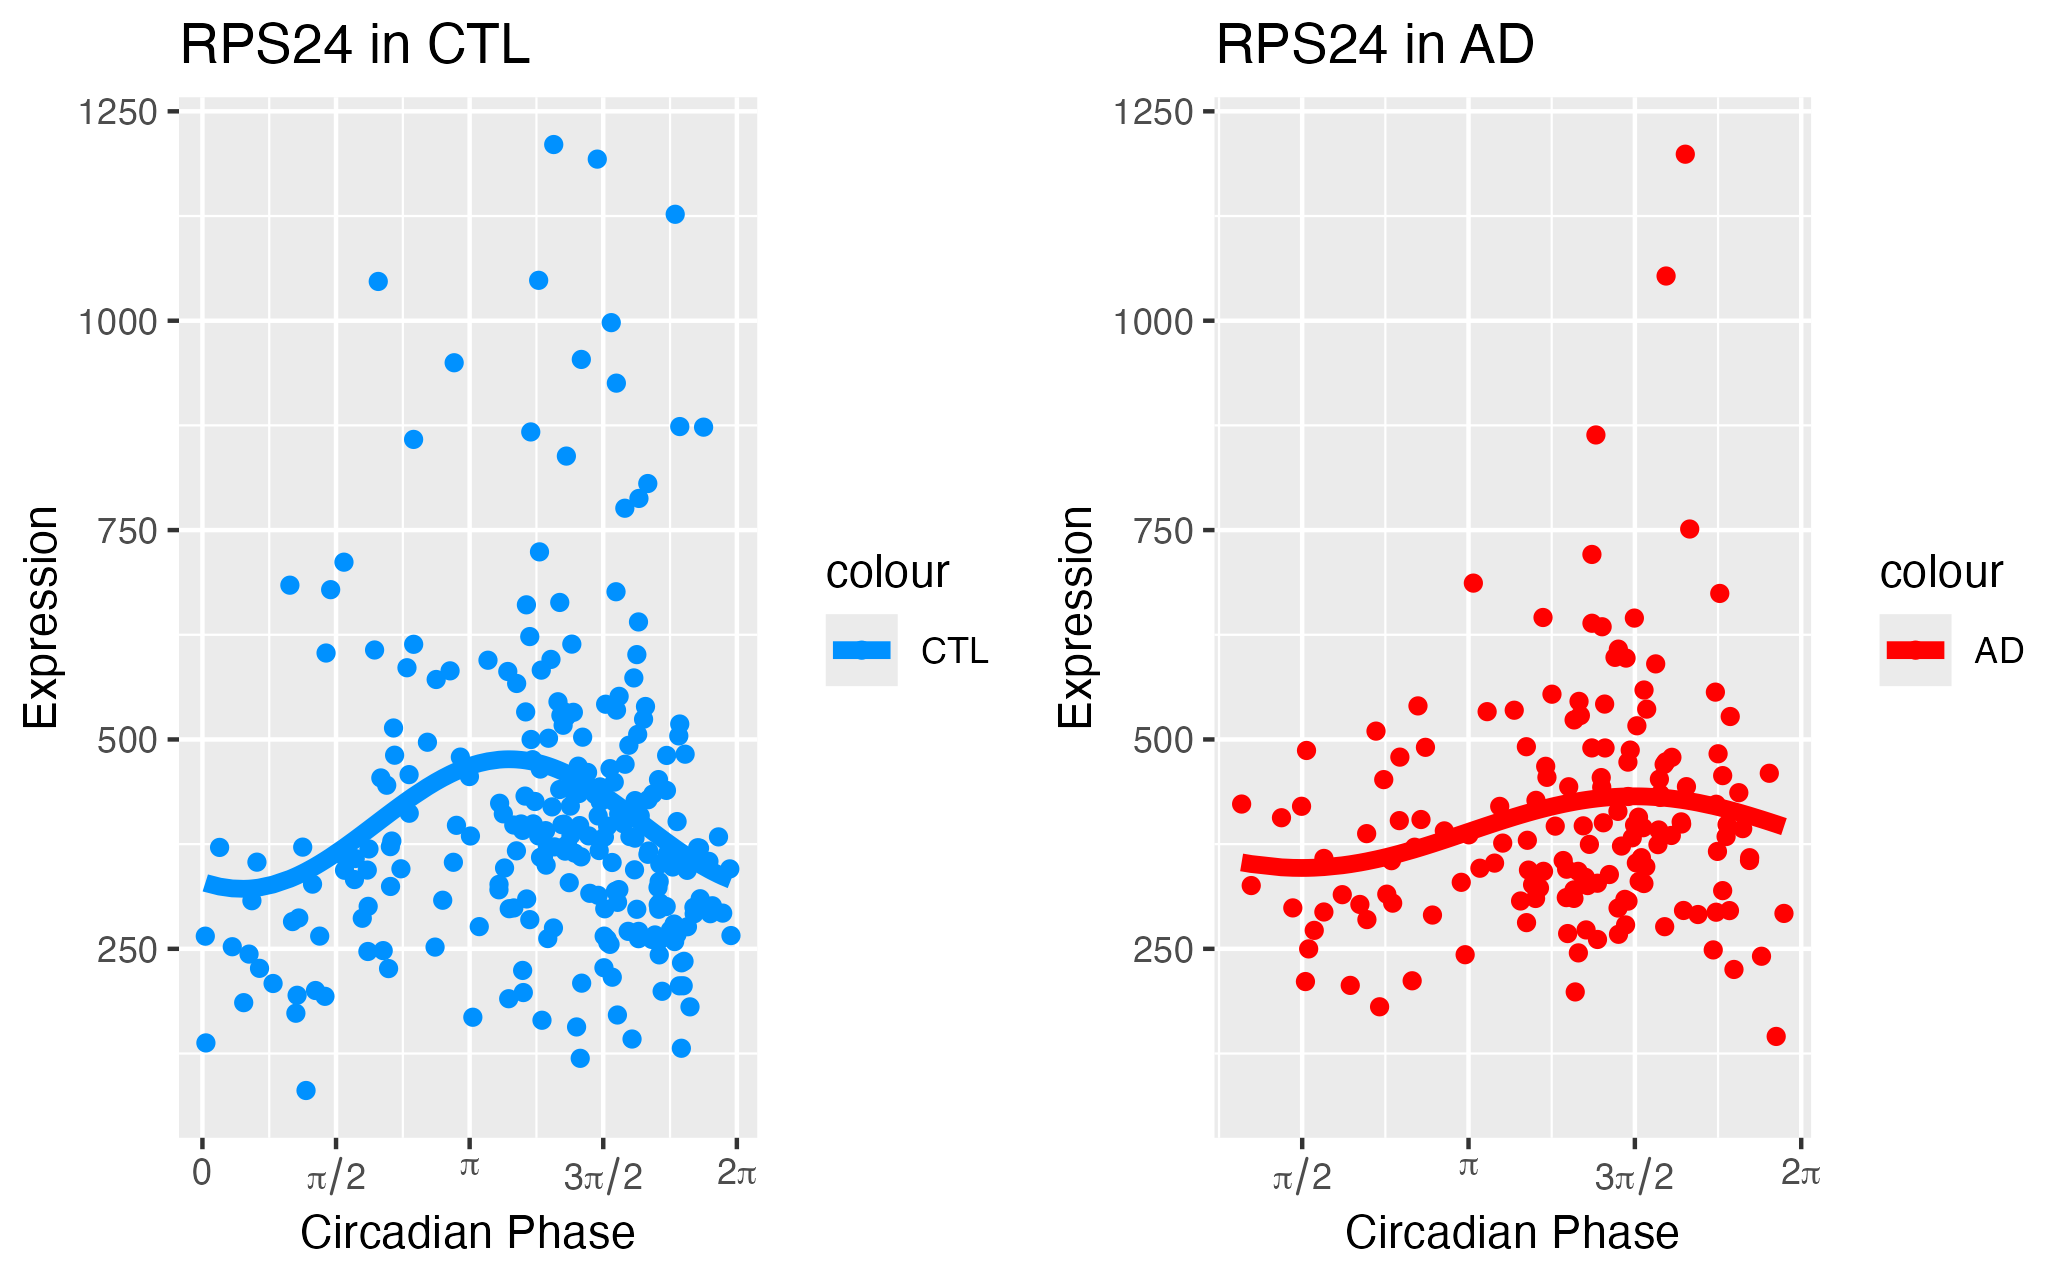 RPS24 in CTL
1250
1000
750
500
250
Expression
0
π/2
π
3π/2
2π
Circadian Phase
colour
CTL
RPS24 in AD
1250
1000
750
500
250
Expression
π/2
π
3π/2
2π
Circadian Phase
colour
AD